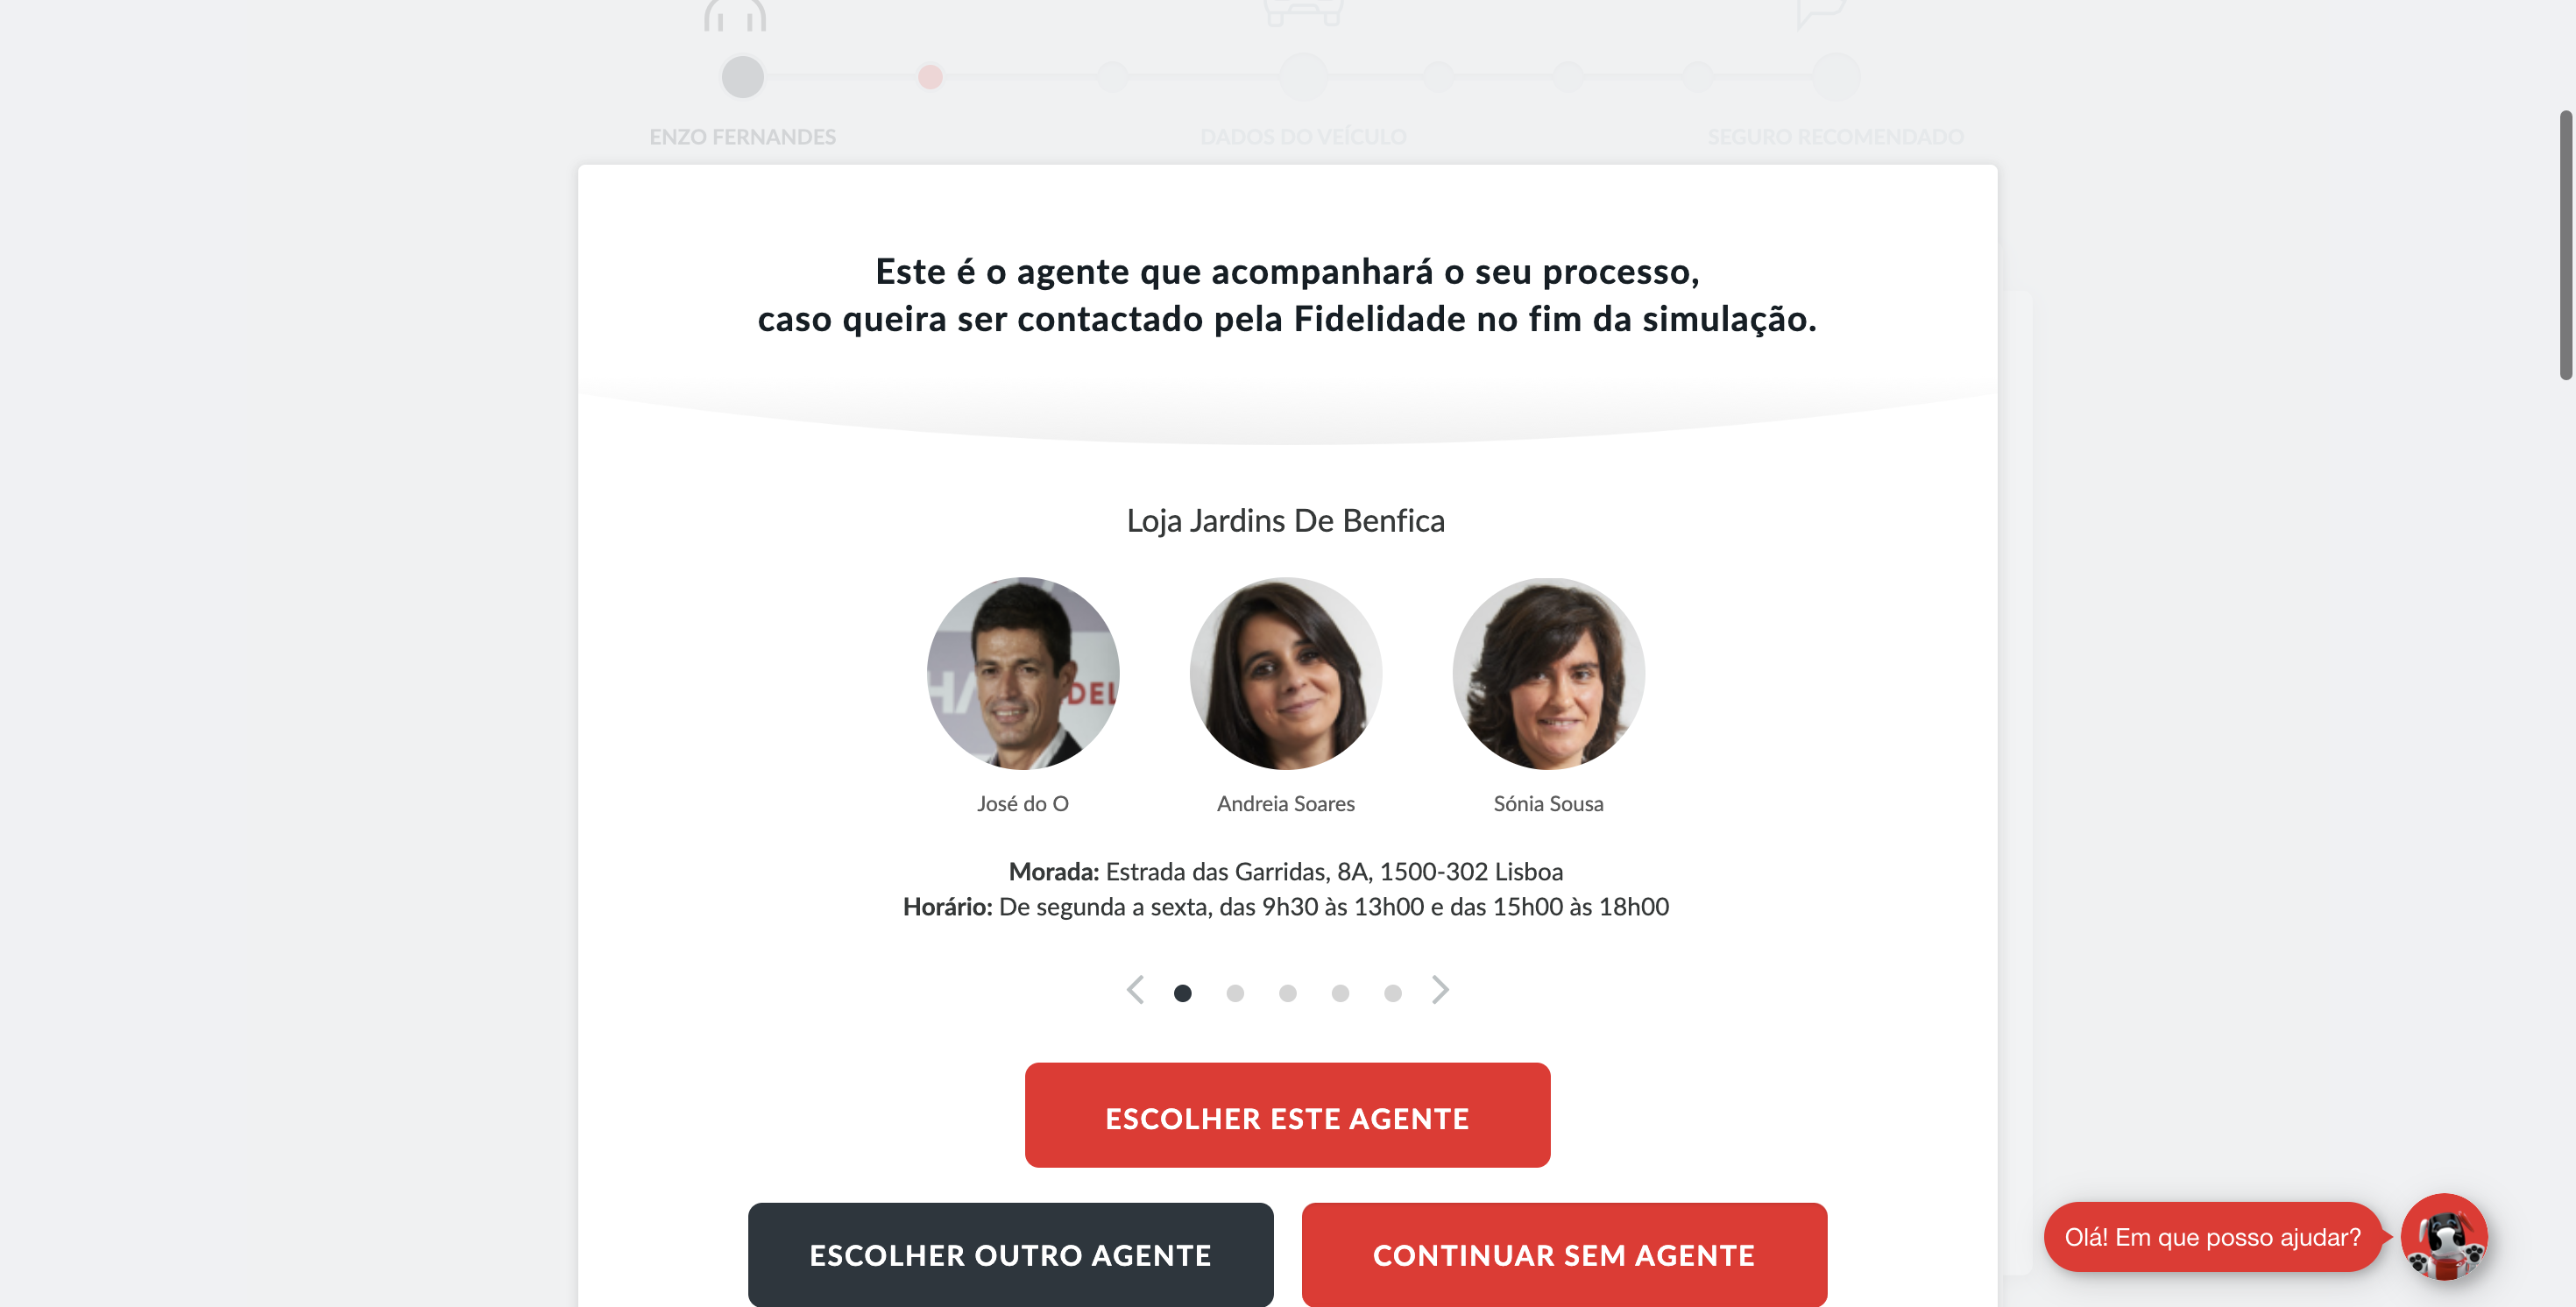 ENZO FERNANDES
DADOS DO VEÍCULO
SEGURO RECOMENDADO
Este é o agente que acompanhará o seu processo,
caso queira ser contactado pela Fidelidade no fim da simulação.
Loja Jardins De Benfica
HA
DEL
José do O
Andreia Soares
Sónia Sousa
Morada: Estrada das Garridas, 8A, 1500-302 Lisboa
Horário: De segunda a sexta, das 9h30 às 13h00 e das 15h00 às 18h00
ESCOLHER ESTE AGENTE
ESCOLHER OUTRO AGENTE
CONTINUAR SEM AGENTE
Olá! Em que posso ajudar?